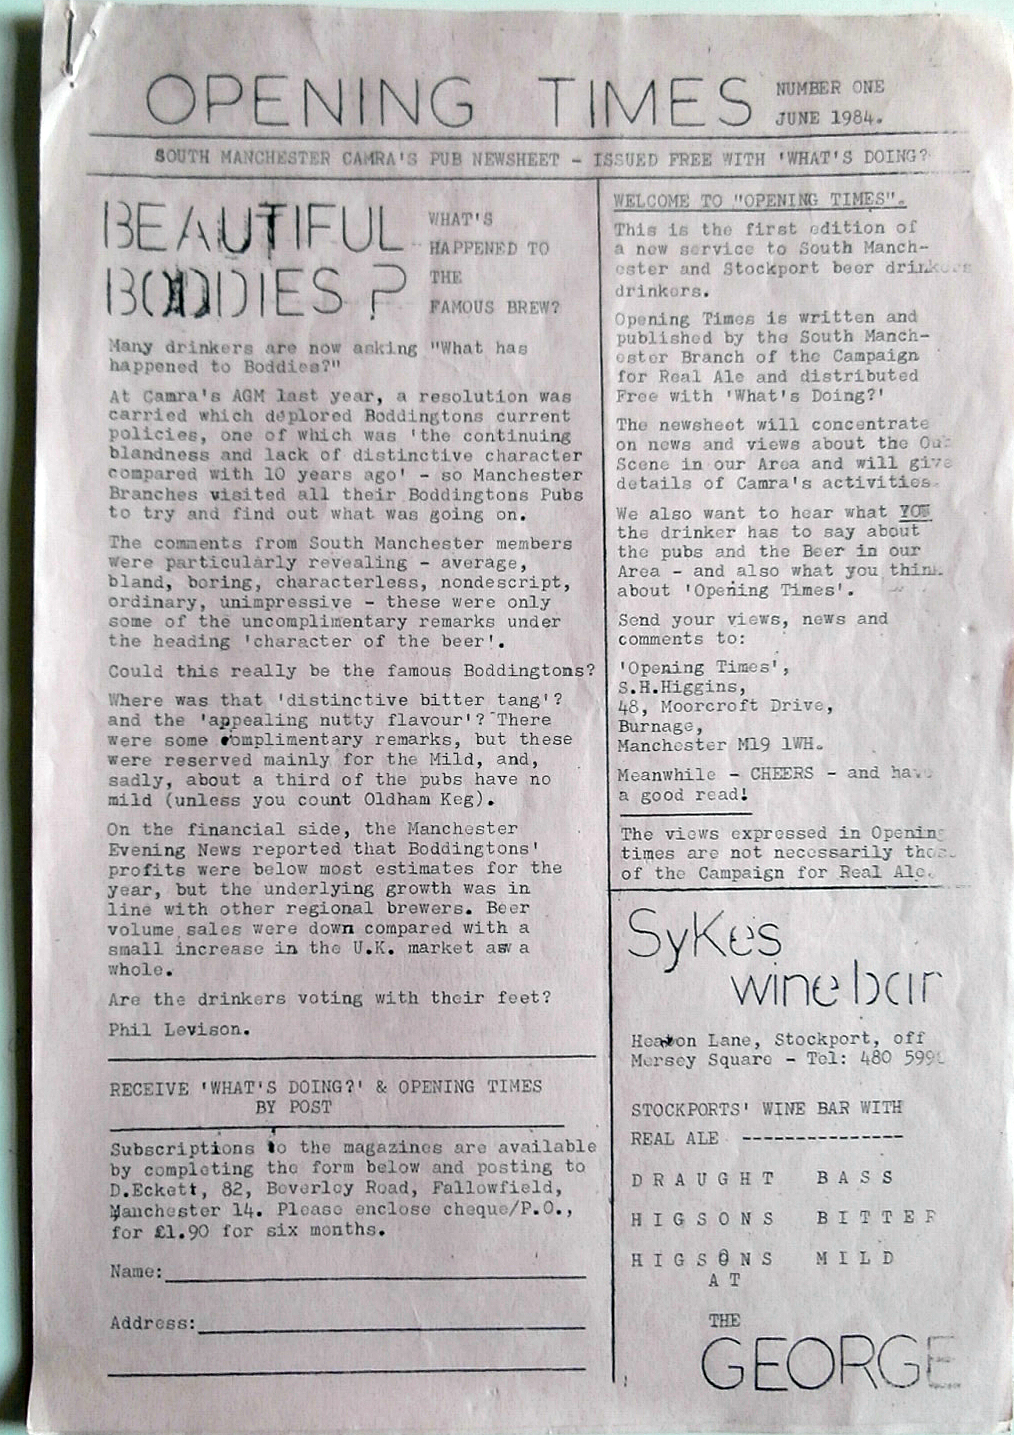 OPENING TIMES
NUMBER ONE
JUNE 1984.
SOUTH MANCHESTER CAMRA'S PUB NEWSHEET - ISSUED FREE WITH 'WHAT'S DOING?
BEAUTIFUL
BODDIES ?
WHAT'S
HAPPENED TO
THE
FAMOUS BREW?
Many drinkers are now asking "What has
happened to Boddies?"
At Camra's AGM last year, a resolution was
carried which deplored Boddingtons current
policies, one of which was 'the continuing
blandness and lack of distinctive character
compared with 10 years ago' - so Manchester
Branches visited all their Boddingtons Pubs
to try and find out what was going on.
The comments from South Manchester members
were particularly revealing - average,
bland, boring, characterless, nondescript,
ordinary, unimpressive - these were only
some of the uncomplimentary remarks under
the heading 'character of the beer'.
Could this really be the famous Boddingtons?
Where was that 'distinctive bitter tang'?
and the 'appealing nutty flavour'? There
were some complimentary remarks, but these
were reserved mainly for the Mild, and,
sadly, about a third of the pubs have no
mild (unless you count Oldham Keg).
On the financial side, the Manchester
Evening News reported that Boddingtons'
profits were below most estimates for the
year, but the underlying growth was in
line with other regional brewers. Beer
volume sales were down compared with a
small increase in the U.K. market as a
whole.
Are the drinkers voting with their feet?
Phil Levison.
RECEIVE 'WHAT'S DOING?' & OPENING TIMES
BY POST
Subscriptions to the magazines are available
by completing the form below and posting to
D.Eckett, 82, Beverley Road, Fallowfield,
Manchester 14. Please enclose cheque/P.O.,
for £1.90 for six months.
Name:
Address:
WELCOME TO "OPENING TIMES".
This is the first edition of
a new service to South Manch-
ester and Stockport beer drinkers
drinkers.
Opening Times is written and
published by the South Manch-
ester Branch of the Campaign
for Real Ale and distributed
Free with 'What's Doing?'
The newsheet will concentrate
on news and views about the
Scene in our Area and will give
details of Camra's activities.
We also want to hear what YOU
the drinker has to say about
the pubs and the Beer in our
Area - and also what you think
about 'Opening Times'.
Send your views, news and
comments to:
'Opening Times',
S.H.Higgins,
48, Moorcroft Drive,
Burnage,
Manchester M19 1WH.
Meanwhile - CHEERS - and have
a good read!
The views expressed in Opening
times are not necessarily those
of the Campaign for Real Ale.
Sykes
wine bar
Heaton Lane, Stockport, off
Mersey Square - Tel: 480
STOCKPORTS' WINE BAR WITH
REAL ALE ---------------
DRAUGHT BASS
HIGSONS BITTER
HIGSONS MILD
AT
THE
GEORGE